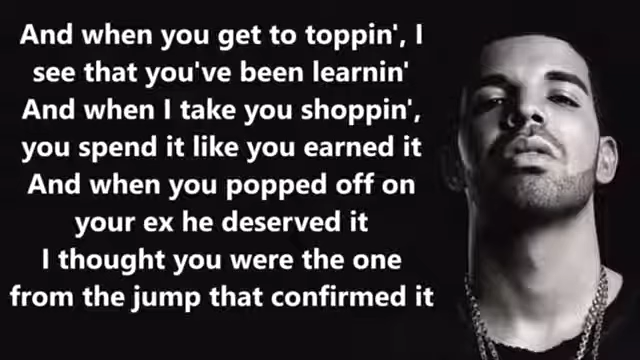 And when you get to toppin', I
see that you've been learnin'
And when I take you shoppin',
you spend it like you earned it
And when you popped off on
your ex he deserved it
I thought you were the one
from the jump that confirmed it